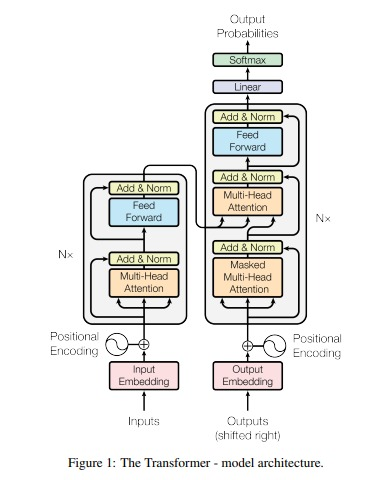 Output
Probabilities
Softmax
Linear
Add & Norm
Feed
Forward
Add & Norm
Multi-Head
Attention
Add & Norm
Masked
Multi-Head
Attention
N×
Add & Norm
Feed
Forward
N×
Add & Norm
Multi-Head
Attention
Positional
Encoding
Positional
Encoding
Input
Embedding
Output
Embedding
Inputs
Outputs
(shifted right)
Figure 1: The Transformer - model architecture.